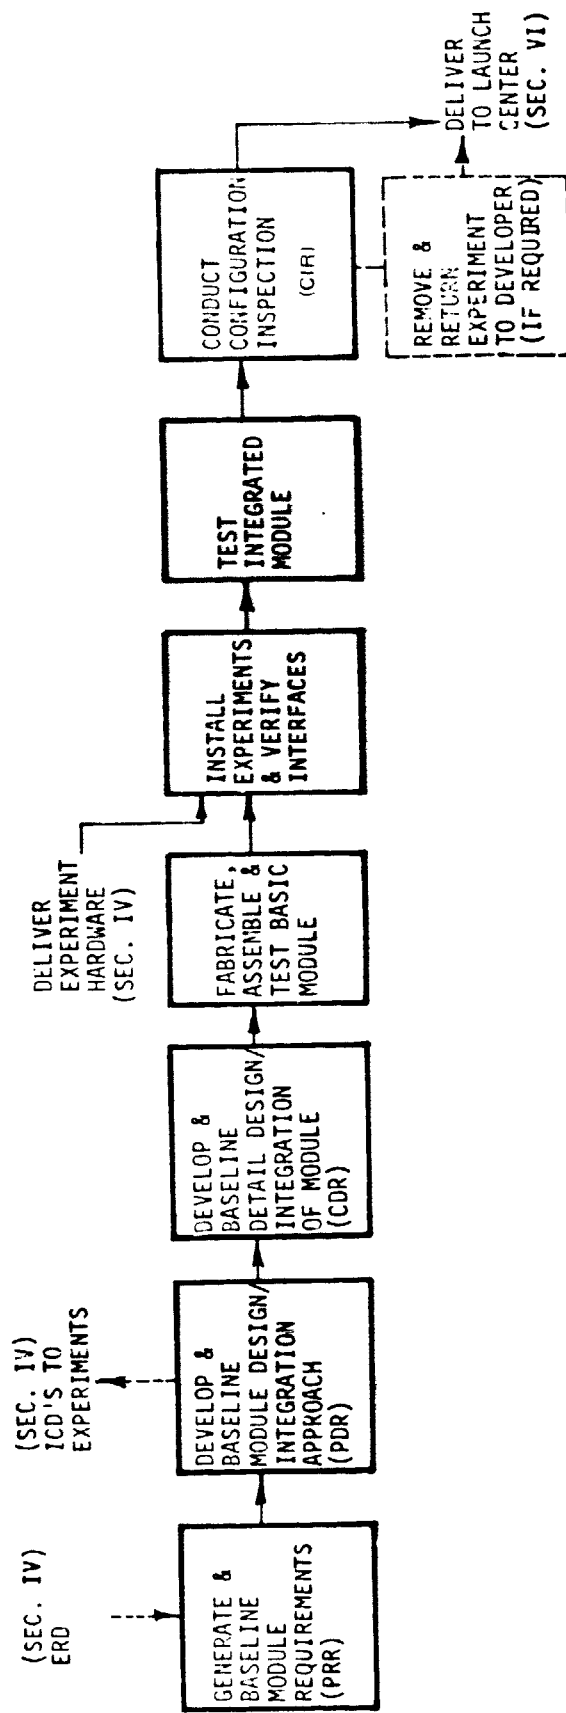 (SEC. IV)
ERD
GENERATE &
BASELINE
MODULE
REQUIREMENTS
(PRR)
(SEC. IV)
ICD'S TO
EXPERIMENTS
DEVELOP &
BASELINE
MODULE DESIGN/
INTEGRATION
APPROACH
(PDR)
DEVELOP &
BASELINE
DETAIL DESIGN/
INTEGRATION
OF MODULE
(CDR)
DELIVER
EXPERIMENT
HARDWARE
(SEC. IV)
FABRICATE,
ASSEMBLE &
TEST BASIC
MODULE
INSTALL
EXPERIMENTS
& VERIFY
INTERFACES
TEST
INTEGRATED
MODULE
CONDUCT
CONFIGURATION
INSPECTION
(CIR)
REMOVE &
RETURN
EXPERIMENT
TO DEVELOPER
(IF REQUIRED)
DELIVER
TO LAUNCH
CENTER
(SEC. VI)